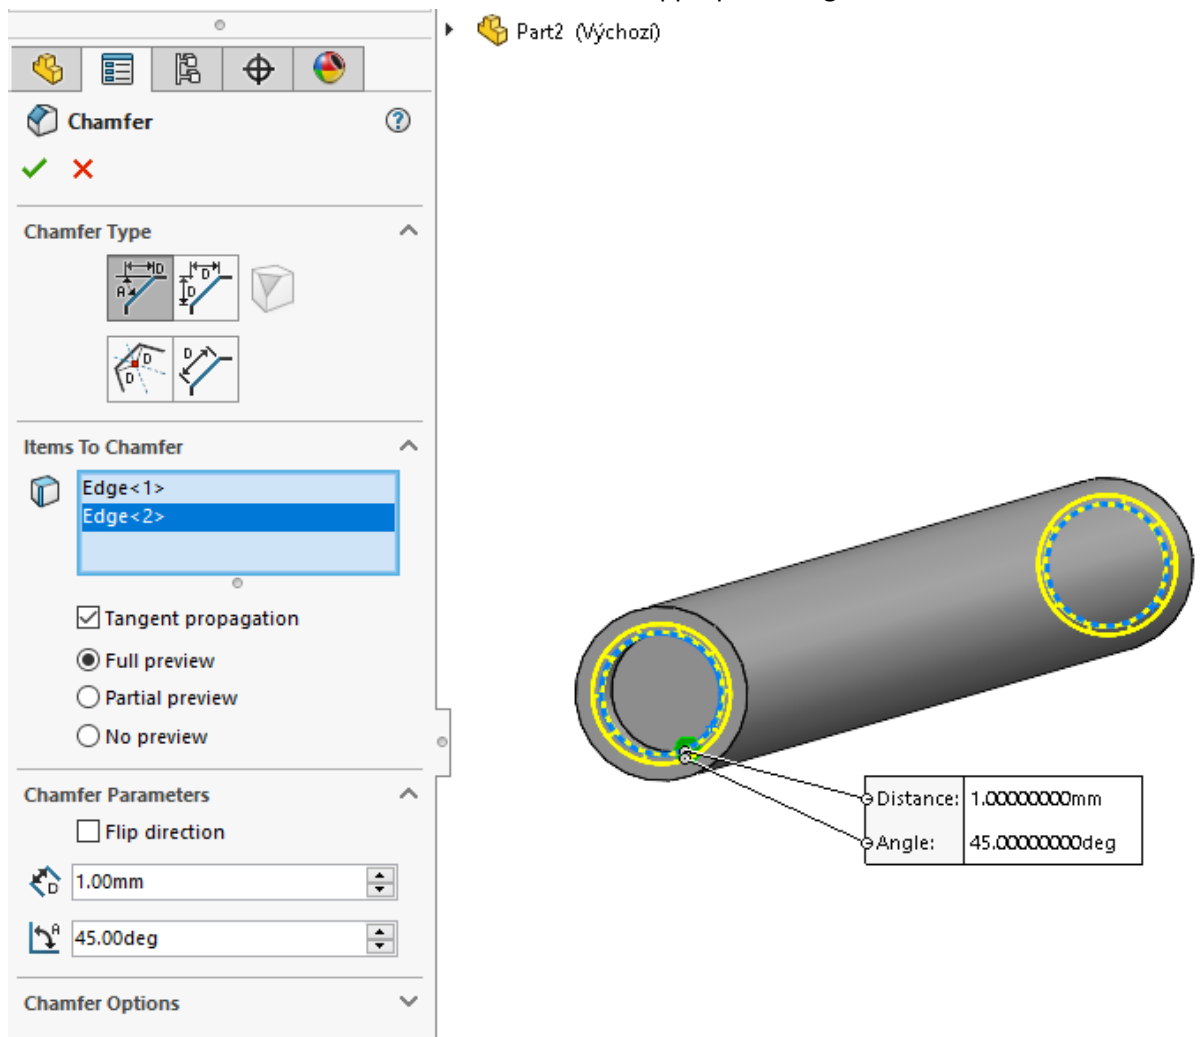 Part2 (Výchozí)
Chamfer
Chamfer Type
Items To Chamfer
Edge<1>
Edge<2>
Tangent propagation
Full preview
Partial preview
No preview
Chamfer Parameters
Flip direction
1.00mm
45.00deg
Chamfer Options
Distance: 1.00000000mm
Angle: 45.00000000deg